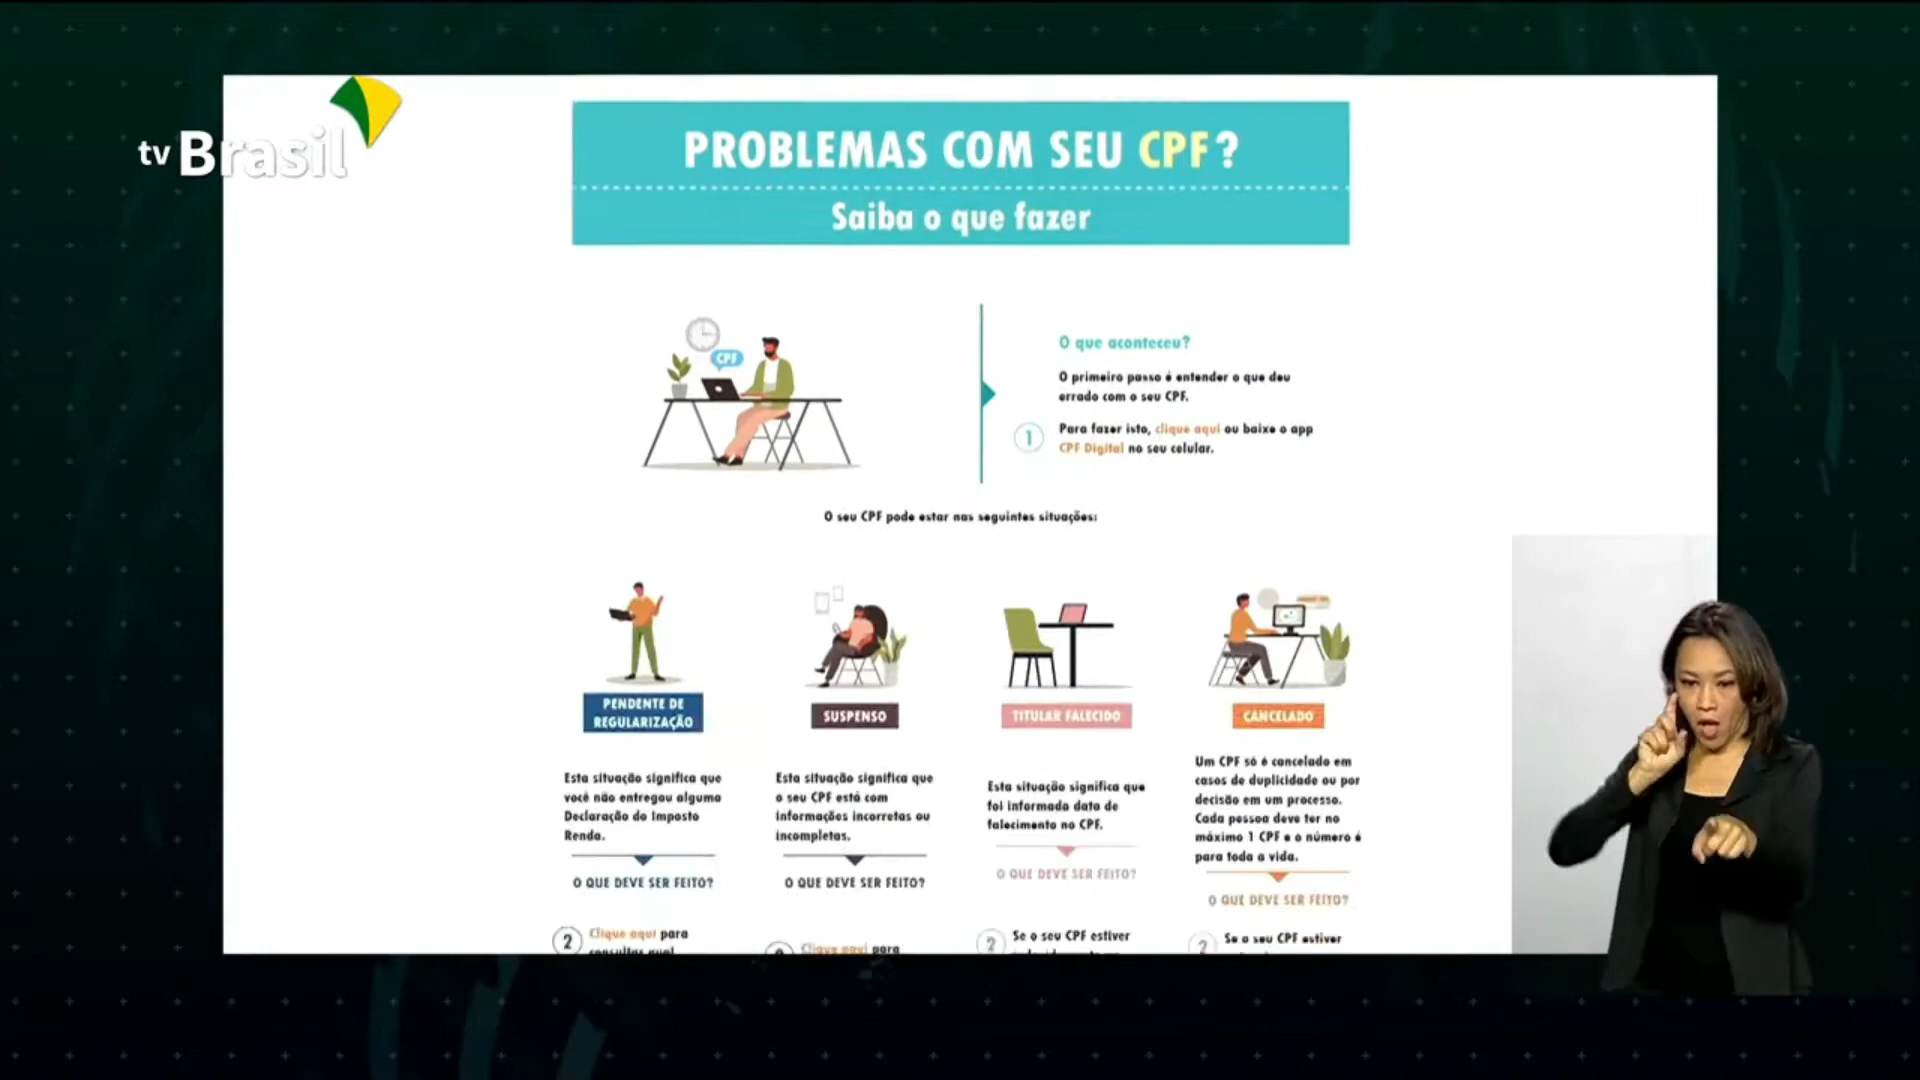 tv Brasil
PROBLEMAS COM SEU CPF?
Saiba o que fazer
CPF
O que aconteceu?
O primeiro passo é entender o que deu
errado com o seu CPF.
1
Para fazer isto, clique aqui ou baixe o app
CPF Digital no seu celular.
O seu CPF pode estar nas seguintes situações:
PENDENTE DE
REGULARIZAÇÃO
Esta situação significa que
você não entregou alguma
Declaração do Imposto
Renda.
O QUE DEVE SER FEITO?
2
Clique aqui para
consultar qual
SUSPENSO
Esta situação significa que
o seu CPF está com
informações incorretas ou
incompletas.
O QUE DEVE SER FEITO?
2
Clique aqui para
TITULAR FALECIDO
Esta situação significa que
foi informada data de
falecimento no CPF.
O QUE DEVE SER FEITO?
2
Se o seu CPF estiver
CANCELADO
Um CPF só é cancelado em
casos de duplicidade ou por
decisão em um processo.
Cada pessoa deve ter no
máximo 1 CPF e o número é
para toda a vida.
O QUE DEVE SER FEITO?
2
Se o seu CPF estiver